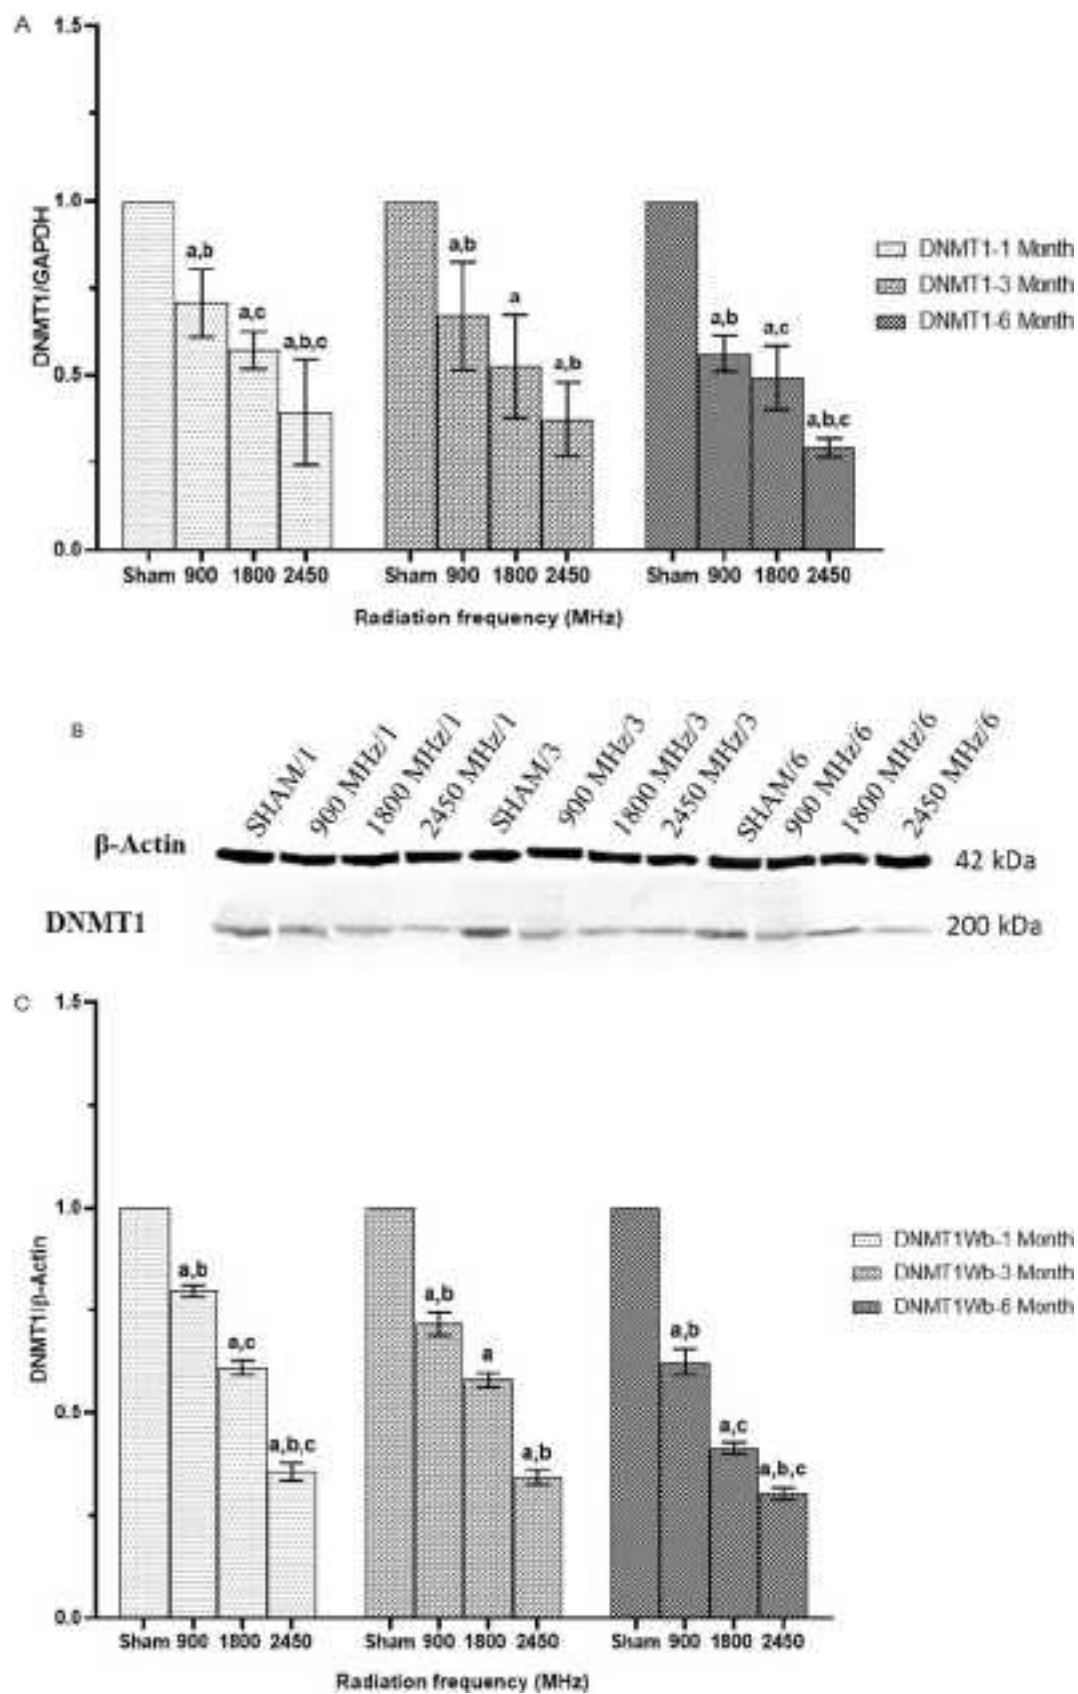 A
1.5
1.0
0.5
0.0
DNMT1/GAPDH
a,b
a,c
a,b,c
a,b
a
a,b
a,b
a,c
a,b,c
DNMT1-1 Month
DNMT1-3 Month
DNMT1-6 Month
Sham 900 1800 2450
Sham 900 1800 2450
Sham 900 1800 2450
Radiation frequency (MHz)
B
SHAM/1
900 MHz/1
1800 MHz/1
2450 MHz/1
SHAM/3
900 MHz/3
1800 MHz/3
2450 MHz/3
SHAM/6
900 MHz/6
1800 MHz/6
2450 MHz/6
β-Actin
42 kDa
DNMT1
200 kDa
C
1.5
1.0
0.5
0.0
DNMT1/β-Actin
a,b
a,c
a,b,c
a,b
a
a,b
a,b
a,c
a,b,c
DNMT1Wb-1 Month
DNMT1Wb-3 Month
DNMT1Wb-6 Month
Sham 900 1800 2450
Sham 900 1800 2450
Sham 900 1800 2450
Radiation frequency (MHz)